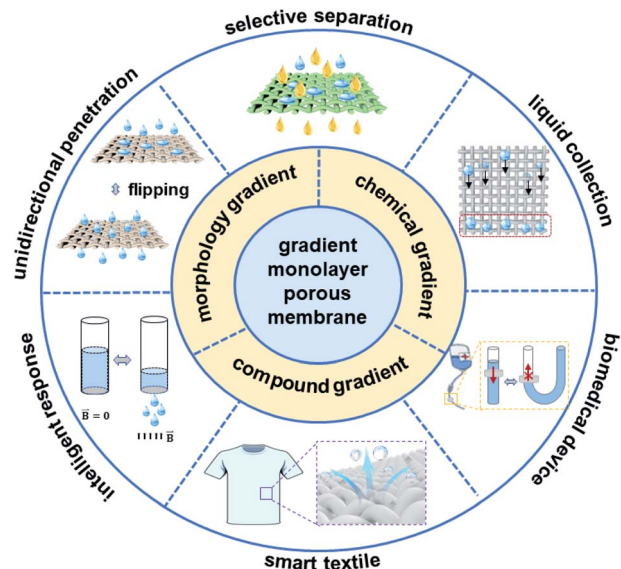 selective separation
unidirectional penetration
liquid collection
flipping
morphology gradient
chemical gradient
gradient
monolayer
porous
membrane
compound gradient
intelligent response
B⃗ = 0
B⃗
biomedical device
smart textile